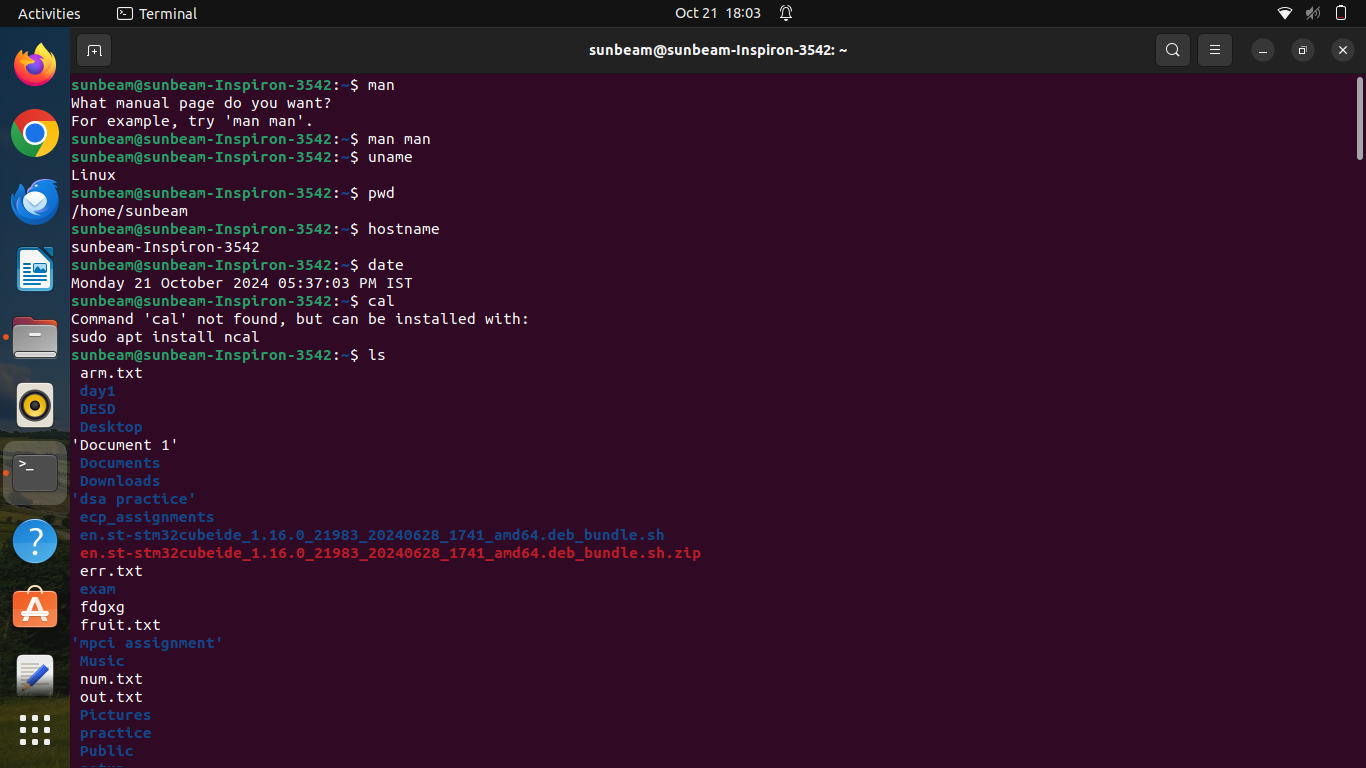 Activities Terminal Oct 21 18:03
sunbeam@sunbeam-Inspiron-3542: ~
sunbeam@sunbeam-Inspiron-3542:~$ man
What manual page do you want?
For example, try 'man man'.
sunbeam@sunbeam-Inspiron-3542:~$ man man
sunbeam@sunbeam-Inspiron-3542:~$ uname
Linux
sunbeam@sunbeam-Inspiron-3542:~$ pwd
/home/sunbeam
sunbeam@sunbeam-Inspiron-3542:~$ hostname
sunbeam-Inspiron-3542
sunbeam@sunbeam-Inspiron-3542:~$ date
Monday 21 October 2024 05:37:03 PM IST
sunbeam@sunbeam-Inspiron-3542:~$ cal
Command 'cal' not found, but can be installed with:
sudo apt install ncal
sunbeam@sunbeam-Inspiron-3542:~$ ls
arm.txt
day1
DESD
Desktop
'Document 1'
Documents
Downloads
'dsa practice'
ecp_assignments
en.st-stm32cubeide_1.16.0_21983_20240628_1741_amd64.deb_bundle.sh
en.st-stm32cubeide_1.16.0_21983_20240628_1741_amd64.deb_bundle.sh.zip
err.txt
exam
fdgxg
fruit.txt
'mpci assignment'
Music
num.txt
out.txt
Pictures
practice
Public